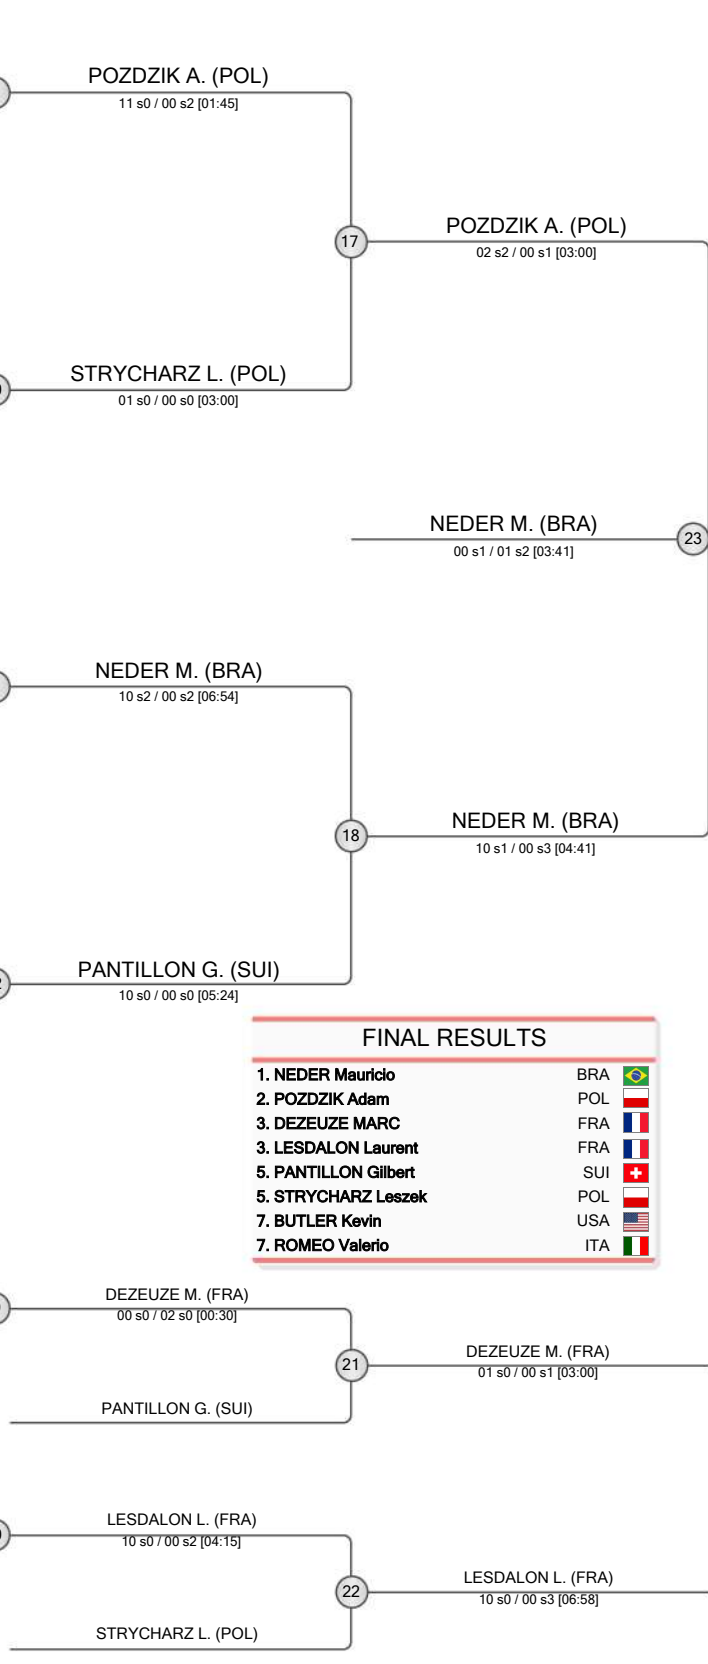 POZDZIK A. (POL)
11 s0 / 00 s2 [01:45]
17
POZDZIK A. (POL)
02 s2 / 00 s1 [03:00]
STRYCHARZ L. (POL)
01 s0 / 00 s0 [03:00]
NEDER M. (BRA)
00 s1 / 01 s2 [03:41]
23
NEDER M. (BRA)
10 s2 / 00 s2 [06:54]
18
NEDER M. (BRA)
10 s1 / 00 s3 [04:41]
PANTILLON G. (SUI)
10 s0 / 00 s0 [05:24]
FINAL RESULTS
1. NEDER Mauricio BRA
2. POZDZIK Adam POL
3. DEZEUZE MARC FRA
3. LESDALON Laurent FRA
5. PANTILLON Gilbert SUI
5. STRYCHARZ Leszek POL
7. BUTLER Kevin USA
7. ROMEO Valerio ITA
DEZEUZE M. (FRA)
00 s0 / 02 s0 [00:30]
21
DEZEUZE M. (FRA)
01 s0 / 00 s1 [03:00]
PANTILLON G. (SUI)
LESDALON L. (FRA)
10 s0 / 00 s2 [04:15]
22
LESDALON L. (FRA)
10 s0 / 00 s3 [06:58]
STRYCHARZ L. (POL)